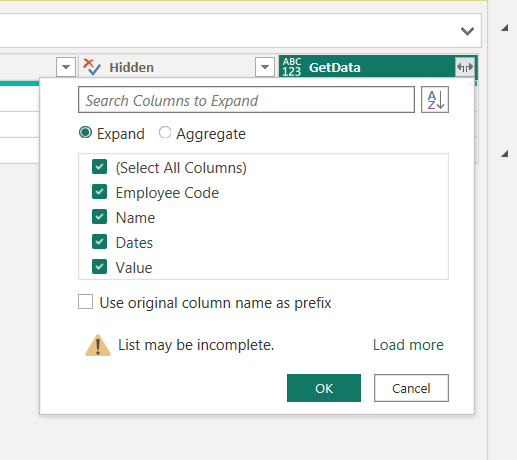 Hidden
ABC
123
GetData
Search Columns to Expand
A
Z
Expand
Aggregate
(Select All Columns)
Employee Code
Name
Dates
Value
Use original column name as prefix
List may be incomplete.
Load more
OK
Cancel